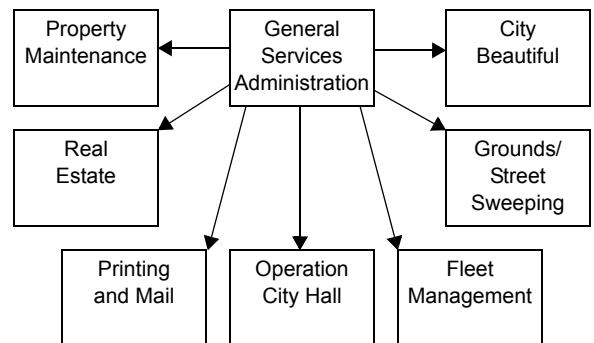 Property
Maintenance
General
Services
Administration
City
Beautiful
Real
Estate
Grounds/
Street
Sweeping
Printing
and Mail
Operation
City Hall
Fleet
Management